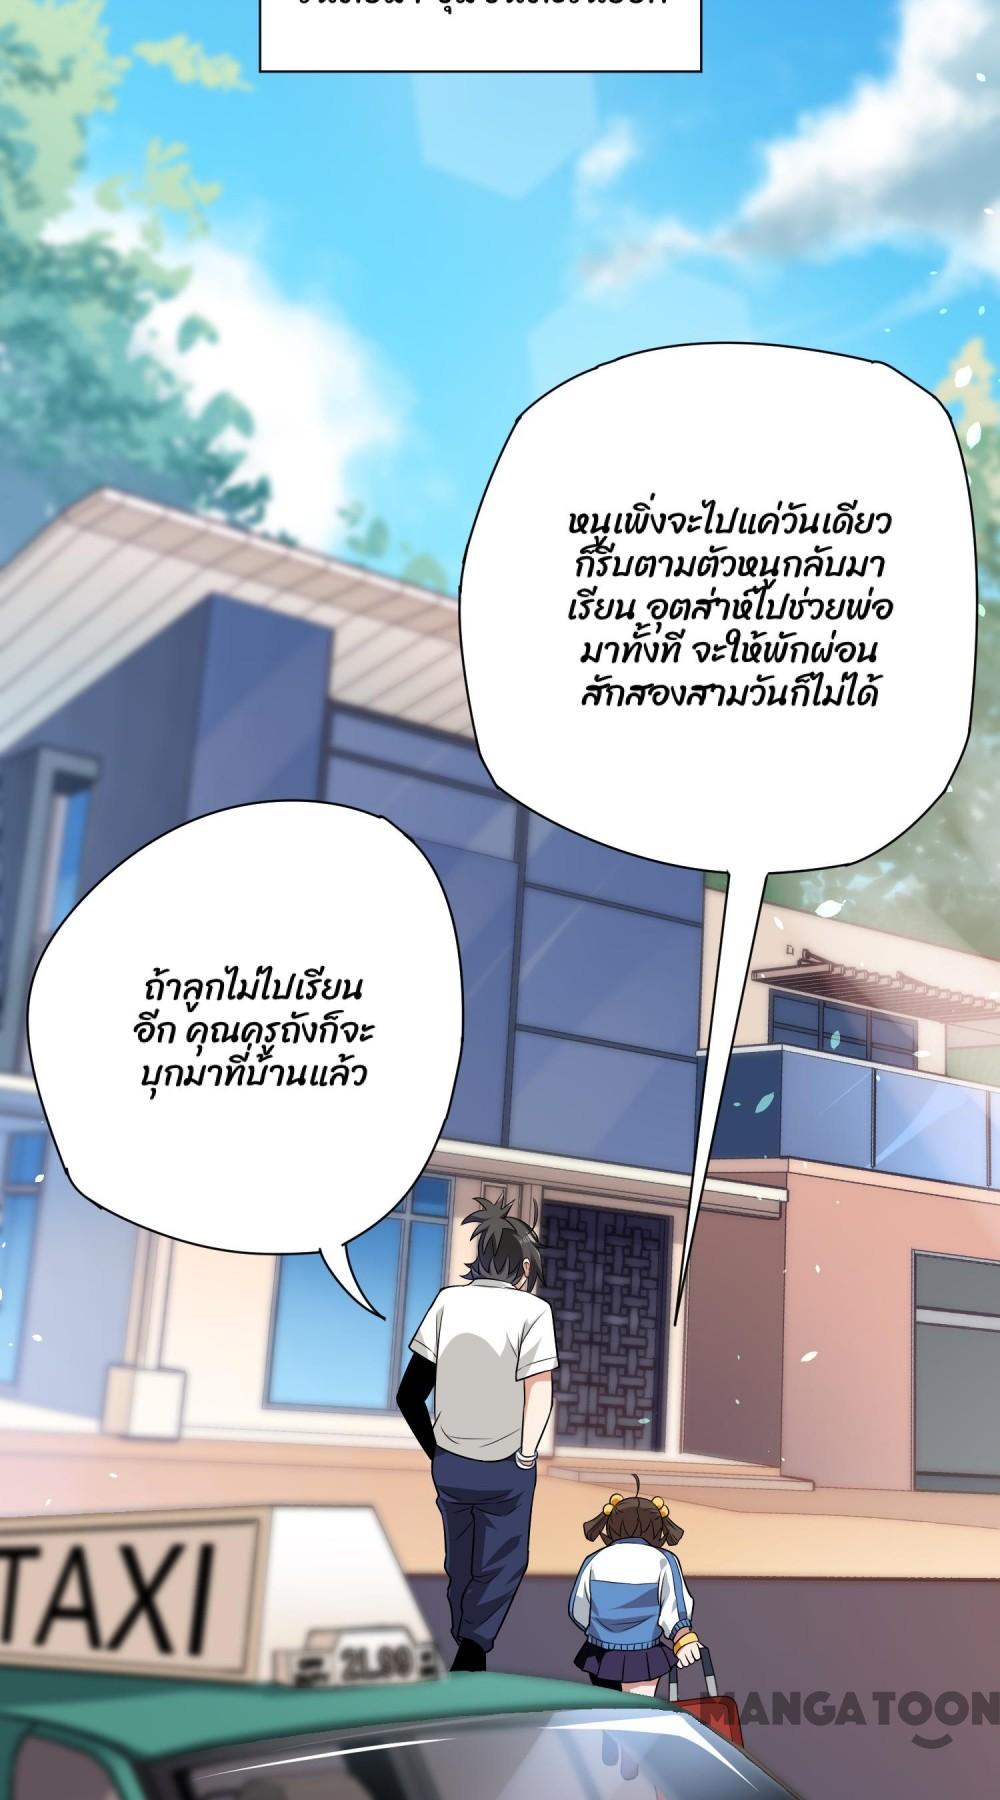 หนูเพิ่งจะไปแค่วันเดียว
ก็รีบตามตัวหนูกลับมา
เรียน อุตส่าห์ไปช่วยพ่อ
มาทั้งที จะให้พักผ่อน
สักสองสามวันก็ไม่ได้
ถ้าลูกไม่ไปเรียน
อีก คุณครูถังก็จะ
บุกมาที่บ้านแล้ว
TAXI
21.99
MANGATOON